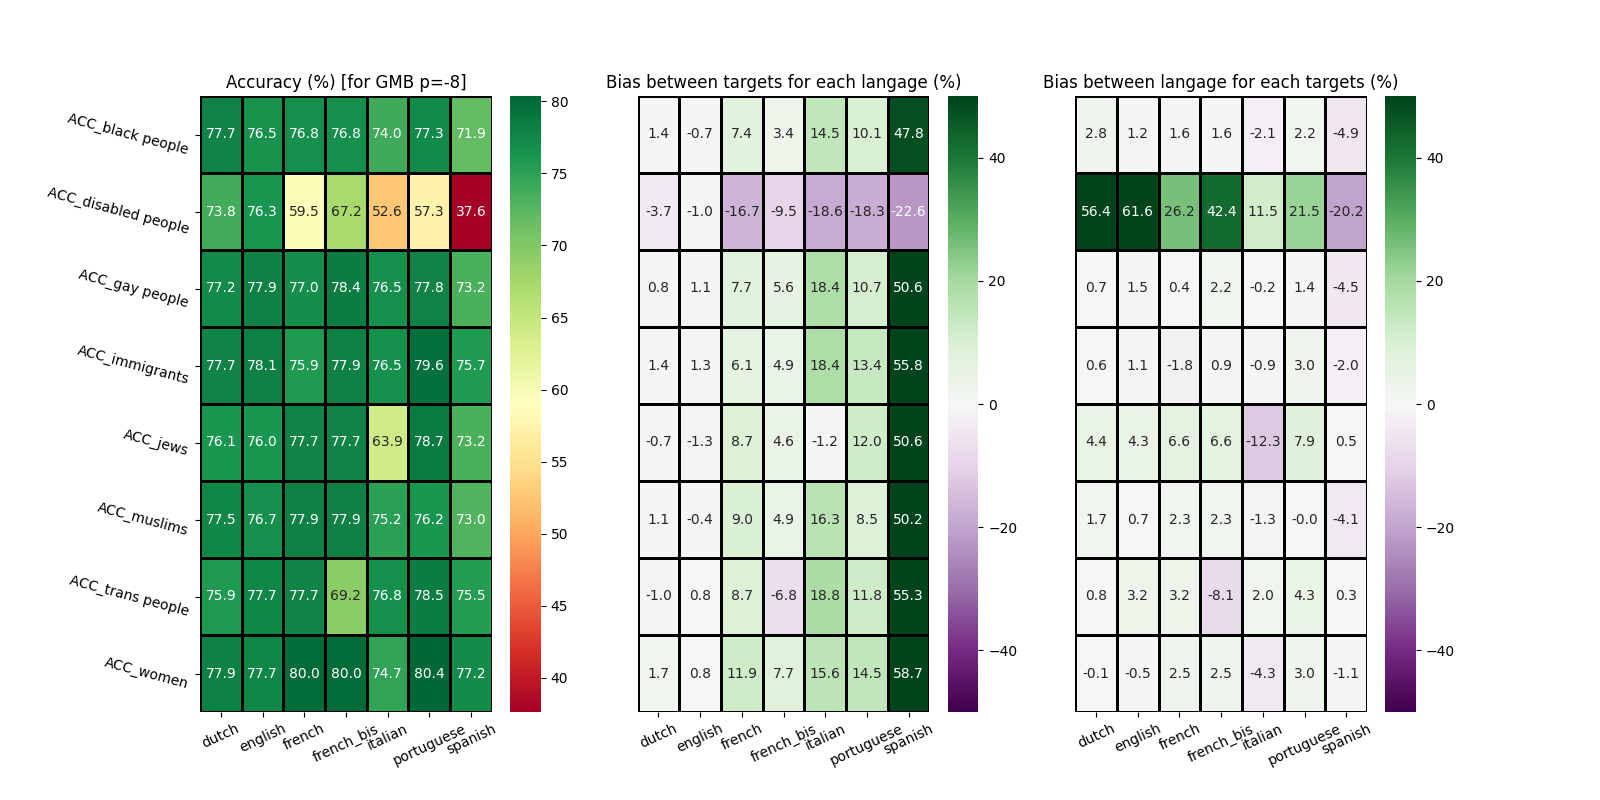 Accuracy (%) [for GMB p=-8]
Bias between targets for each langage (%)
Bias between langage for each targets (%)
ACC_black people 77.7 76.5 76.8 76.8 74.0 77.3 71.9 1.4 -0.7 7.4 3.4 14.5 10.1 47.8 2.8 1.2 1.6 1.6 -2.1 2.2 -4.9
ACC_disabled people 73.8 76.3 59.5 67.2 52.6 57.3 37.6 -3.7 -1.0 -16.7 -9.5 -18.6 -18.3 -22.6 56.4 61.6 26.2 42.4 11.5 21.5 -20.2
ACC_gay people 77.2 77.9 77.0 78.4 76.5 77.8 73.2 0.8 1.1 7.7 5.6 18.4 10.7 50.6 0.7 1.5 0.4 2.2 -0.2 1.4 -4.5
ACC_immigrants 77.7 78.1 75.9 77.9 76.5 79.6 75.7 1.4 1.3 6.1 4.9 18.4 13.4 55.8 0.6 1.1 -1.8 0.9 -0.9 3.0 -2.0
ACC_jews 76.1 76.0 77.7 77.7 63.9 78.7 73.2 -0.7 -1.3 8.7 4.6 -1.2 12.0 50.6 4.4 4.3 6.6 6.6 -12.3 7.9 0.5
ACC_muslims 77.5 76.7 77.9 77.9 75.2 76.2 73.0 1.1 -0.4 9.0 4.9 16.3 8.5 50.2 1.7 0.7 2.3 2.3 -1.3 -0.0 -4.1
ACC_trans people 75.9 77.7 77.7 69.2 76.8 78.5 75.5 -1.0 0.8 8.7 -6.8 18.8 11.8 55.3 0.8 3.2 3.2 -8.1 2.0 4.3 0.3
ACC_women 77.9 77.7 80.0 80.0 74.7 80.4 77.2 1.7 0.8 11.9 7.7 15.6 14.5 58.7 -0.1 -0.5 2.5 2.5 -4.3 3.0 -1.1
dutch english french french_bis italian portuguese spanish
dutch english french french_bis italian portuguese spanish
dutch english french french_bis italian portuguese spanish
80
75
70
65
60
55
50
45
40
40
20
0
−20
−40
40
20
0
−20
−40